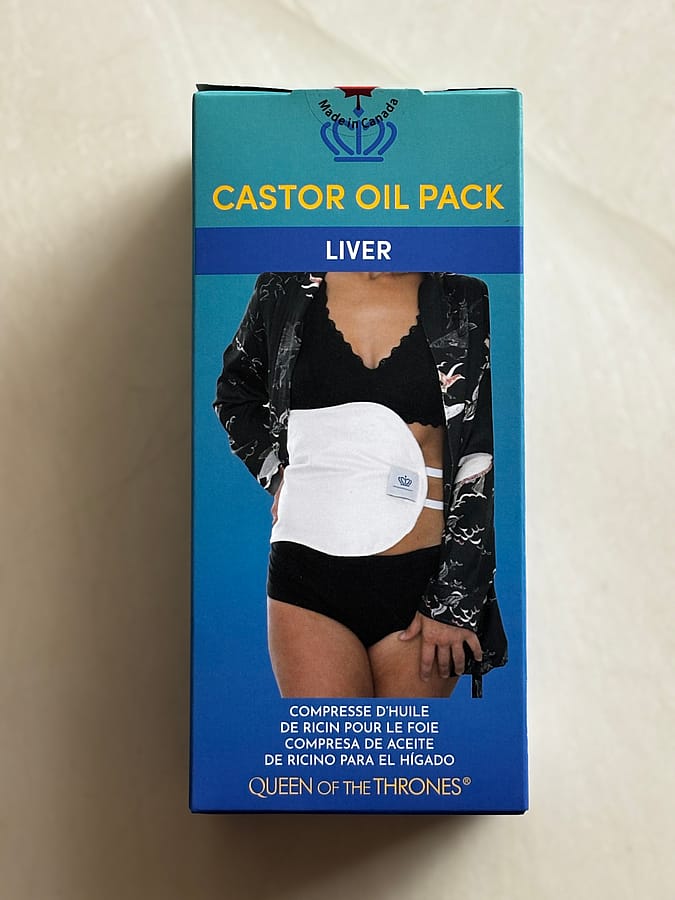 Made in Canada
CASTOR OIL PACK
LIVER
COMPRESSE D'HUILE
DE RICIN POUR LE FOIE
COMPRESA DE ACEITE
DE RICINO PARA EL HÍGADO
QUEEN OF THE THRONES®